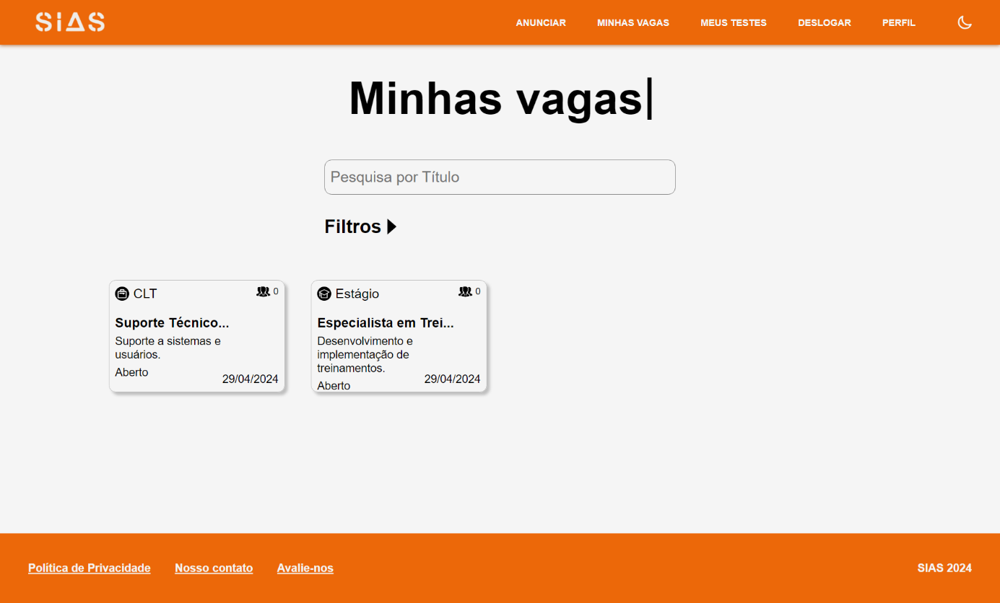 SIAS
ANUNCIAR
MINHAS VAGAS
MEUS TESTES
DESLOGAR
PERFIL
Minhas vagas
Pesquisa por Título
Filtros
CLT
0
Suporte Técnico...
Suporte a sistemas e
usuários.
Aberto
29/04/2024
Estágio
0
Especialista em Trei...
Desenvolvimento e
implementação de
treinamentos.
Aberto
29/04/2024
Política de Privacidade
Nosso contato
Avalie-nos
SIAS 2024